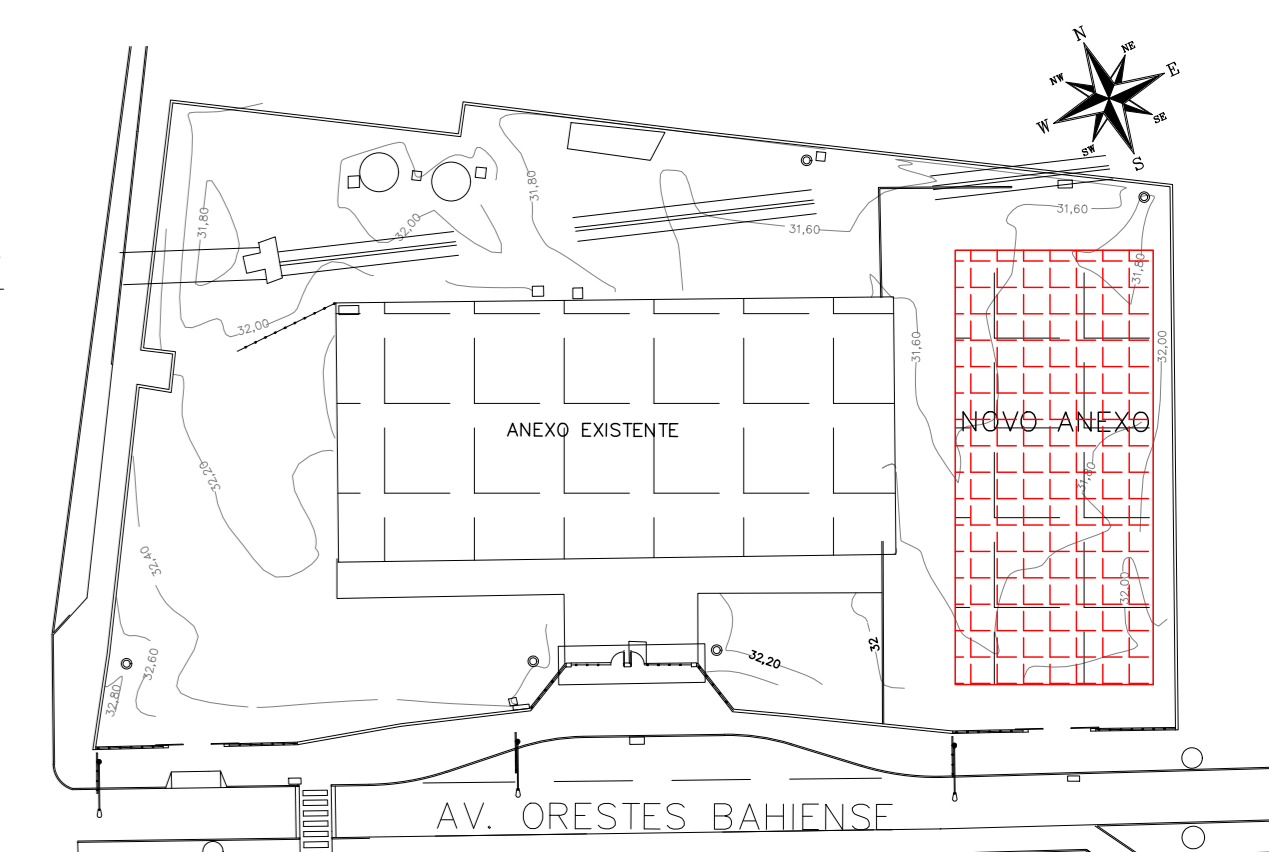 N
NE
E
NW
W
SE
SW
S
31,80
31,80
32,00
31,60
31,60
31,80
32,00
31,60
32,00
ANEXO EXISTENTE
NOVO ANEXO
32,20
31,80
32,40
32,00
32,60
32,20
32
32,80
AV. ORESTES BAHIENSE